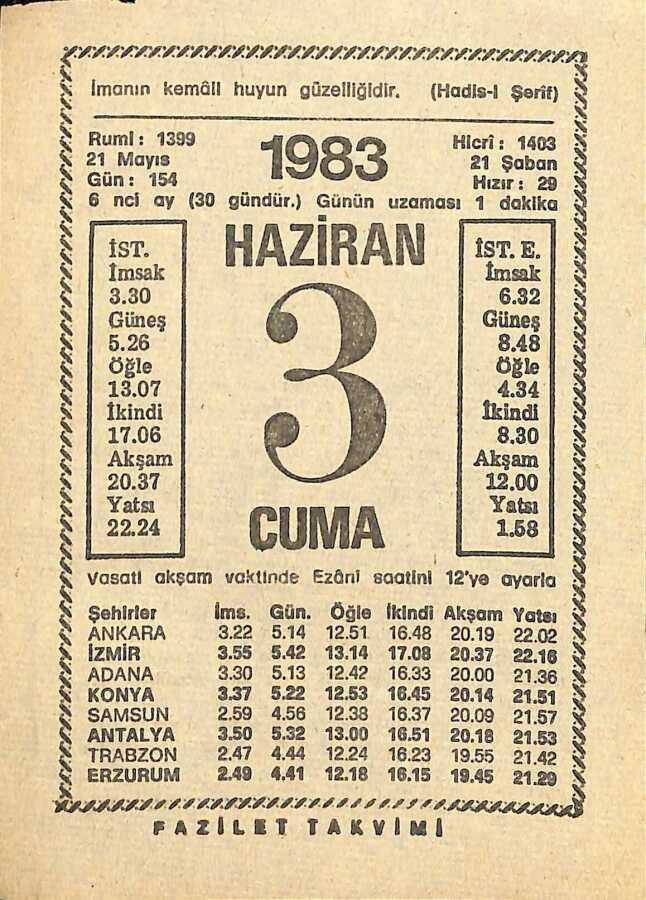 İmanın kemâli huyun güzelliğidir. (Hadis-i Şerif)
Rumi: 1399
21 Mayıs
Gün: 154
1983
Hicri: 1403
21 Şaban
Hızır: 29
6 nci ay (30 gündür.) Günün uzaması 1 dakika
İST.
İmsak
3.30
Güneş
5.26
Öğle
13.07
İkindi
17.06
Akşam
20.37
Yatsı
22.24
HAZİRAN
3
CUMA
İST. E.
İmsak
6.32
Güneş
8.48
Öğle
4.34
İkindi
8.30
Akşam
12.00
Yatsı
1.58
Vasati akşam vaktinde Ezâni saatini 12'ye ayarla
Şehirler İms. Gün. Öğle İkindi Akşam Yatsı
ANKARA 3.22 5.14 12.51 16.48 20.19 22.02
İZMİR 3.55 5.42 13.14 17.08 20.37 22.16
ADANA 3.30 5.13 12.42 16.33 20.00 21.36
KONYA 3.37 5.22 12.53 16.45 20.14 21.51
SAMSUN 2.59 4.56 12.38 16.37 20.09 21.57
ANTALYA 3.50 5.32 13.00 16.51 20.18 21.53
TRABZON 2.47 4.44 12.24 16.23 19.55 21.42
ERZURUM 2.49 4.41 12.18 16.15 19.45 21.29
FAZİLET TAKVİMİ